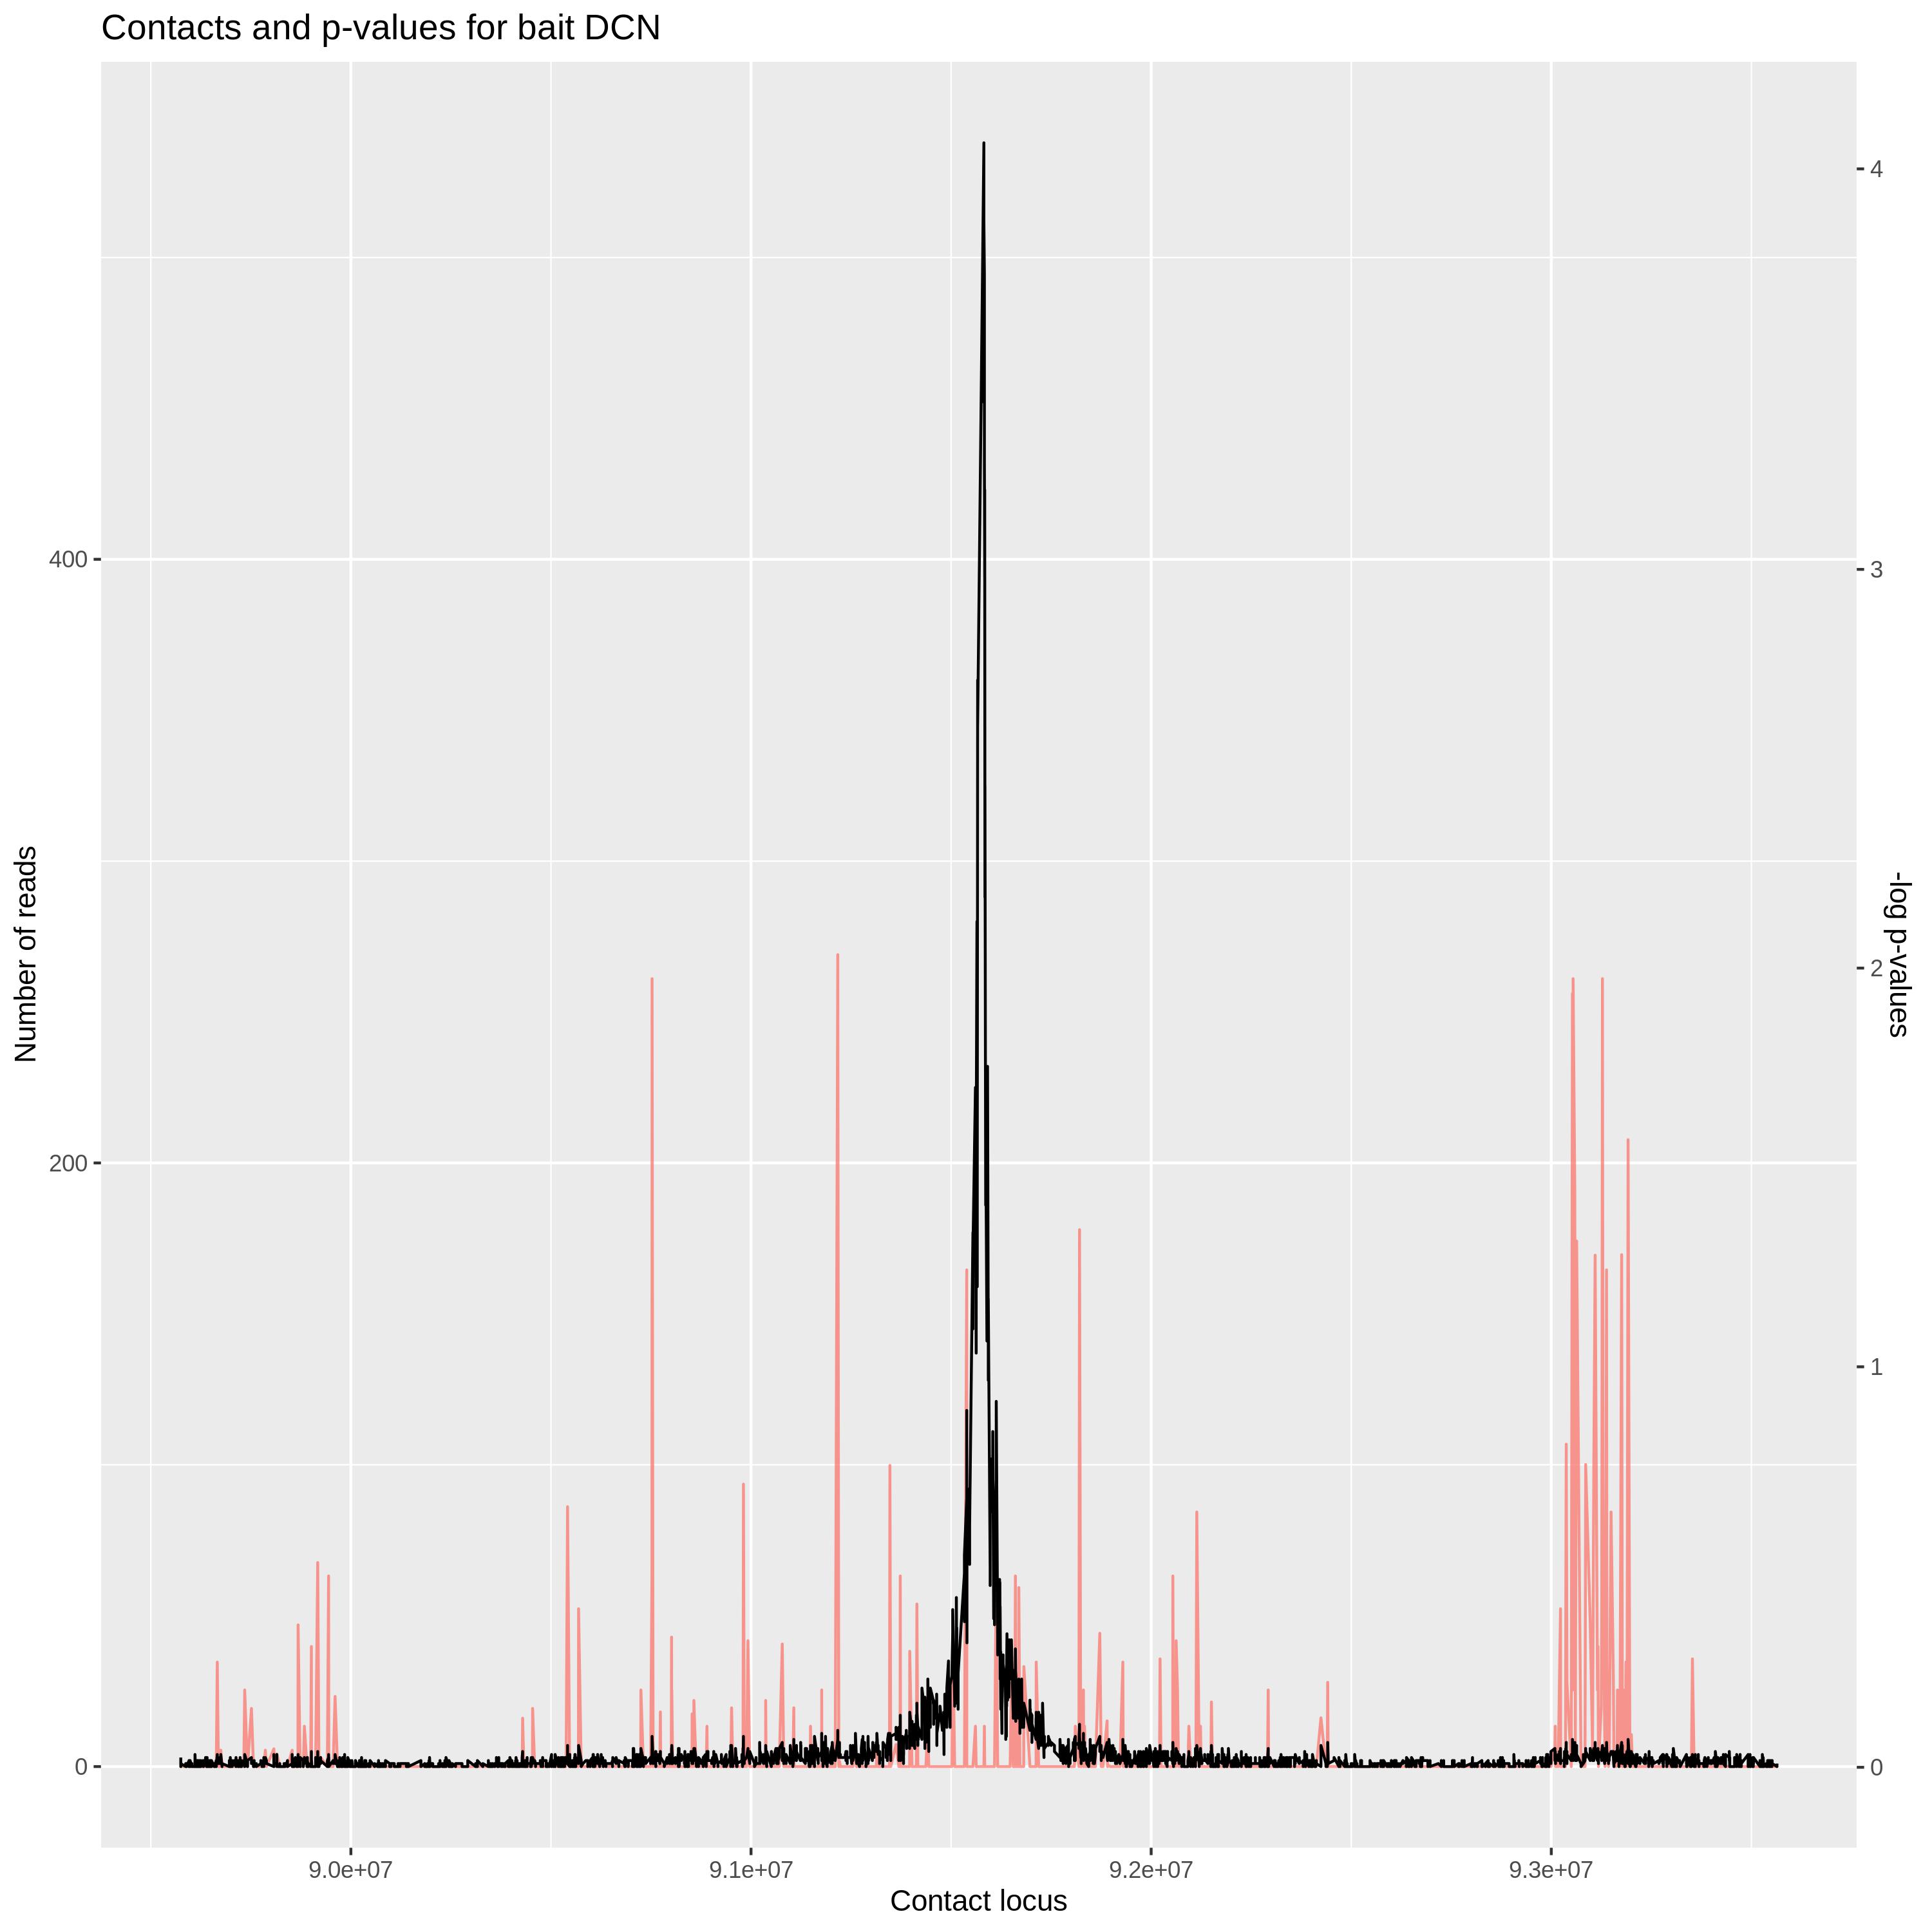 Contacts and p-values for bait DCN
Number of reads
400
200
0
4
3
2
1
0
-log p-values
9.0e+07
9.1e+07
9.2e+07
9.3e+07
Contact locus